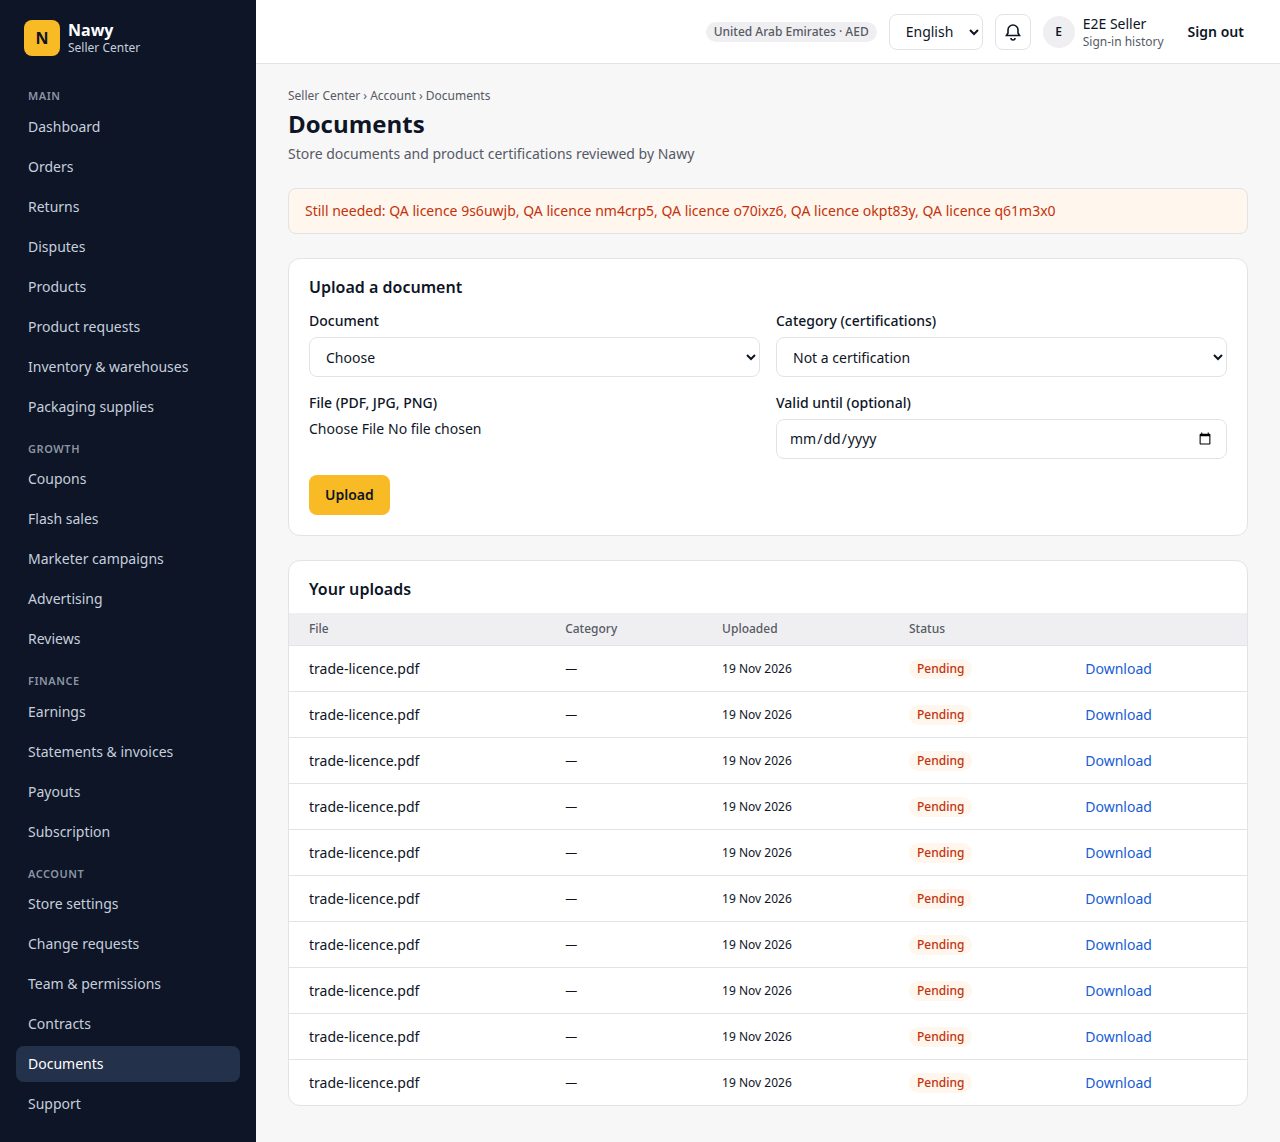 N
Nawy
Seller Center
MAIN
Dashboard
Orders
Returns
Disputes
Products
Product requests
Inventory & warehouses
Packaging supplies
GROWTH
Coupons
Flash sales
Marketer campaigns
Advertising
Reviews
FINANCE
Earnings
Statements & invoices
Payouts
Subscription
ACCOUNT
Store settings
Change requests
Team & permissions
Contracts
Documents
Support
United Arab Emirates · AED
English
E
E2E Seller
Sign-in history
Sign out
Seller Center › Account › Documents
Documents
Store documents and product certifications reviewed by Nawy
Still needed: QA licence 9s6uwjb, QA licence nm4crp5, QA licence o70ixz6, QA licence okpt83y, QA licence q61m3x0
Upload a document
Document
Category (certifications)
Choose
Not a certification
File (PDF, JPG, PNG)
Valid until (optional)
Choose File No file chosen
mm/dd/yyyy
Upload
Your uploads
File Category Uploaded Status
trade-licence.pdf — 19 Nov 2026 Pending Download
trade-licence.pdf — 19 Nov 2026 Pending Download
trade-licence.pdf — 19 Nov 2026 Pending Download
trade-licence.pdf — 19 Nov 2026 Pending Download
trade-licence.pdf — 19 Nov 2026 Pending Download
trade-licence.pdf — 19 Nov 2026 Pending Download
trade-licence.pdf — 19 Nov 2026 Pending Download
trade-licence.pdf — 19 Nov 2026 Pending Download
trade-licence.pdf — 19 Nov 2026 Pending Download
trade-licence.pdf — 19 Nov 2026 Pending Download